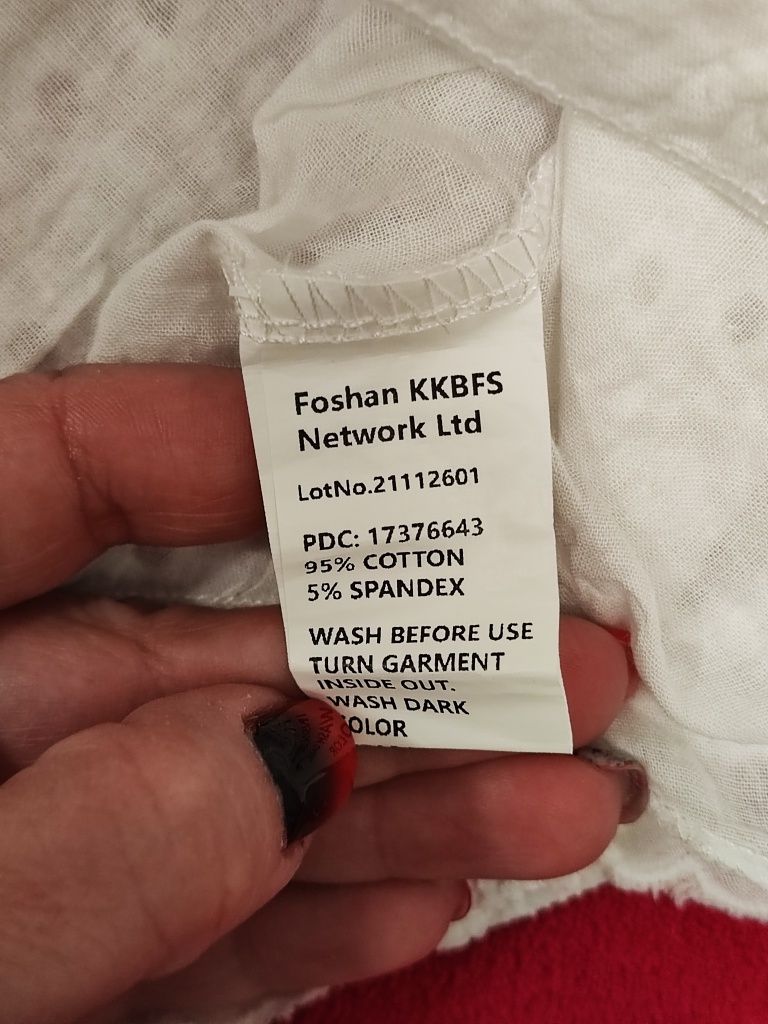 Foshan KKBFS
Network Ltd
LotNo.21112601
PDC: 17376643
95% COTTON
5% SPANDEX
WASH BEFORE USE
TURN GARMENT
INSIDE OUT.
WASH DARK
COLOR